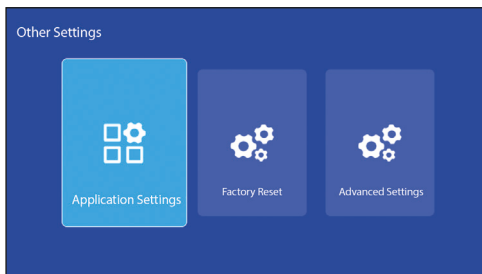 Other Settings
Application Settings
Factory Reset
Advanced Settings